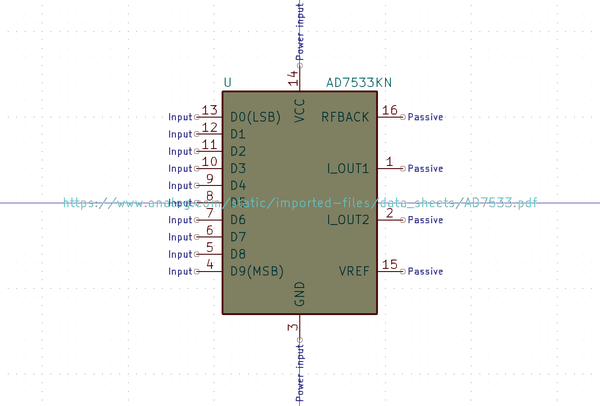 Power input
14
U
AD7533KN
VCC
Input 13 D0(LSB)
RFBACK 16 Passive
Input 12 D1
Input 11 D2
Input 10 D3
I_OUT1 1 Passive
Input 9 D4
Input 8 D5
https://www.analog.com/static/imported-files/data_sheets/AD7533.pdf
Input 7 D6
I_OUT2 2 Passive
Input 6 D7
Input 5 D8
Input 4 D9(MSB)
VREF 15 Passive
GND
3
Power input